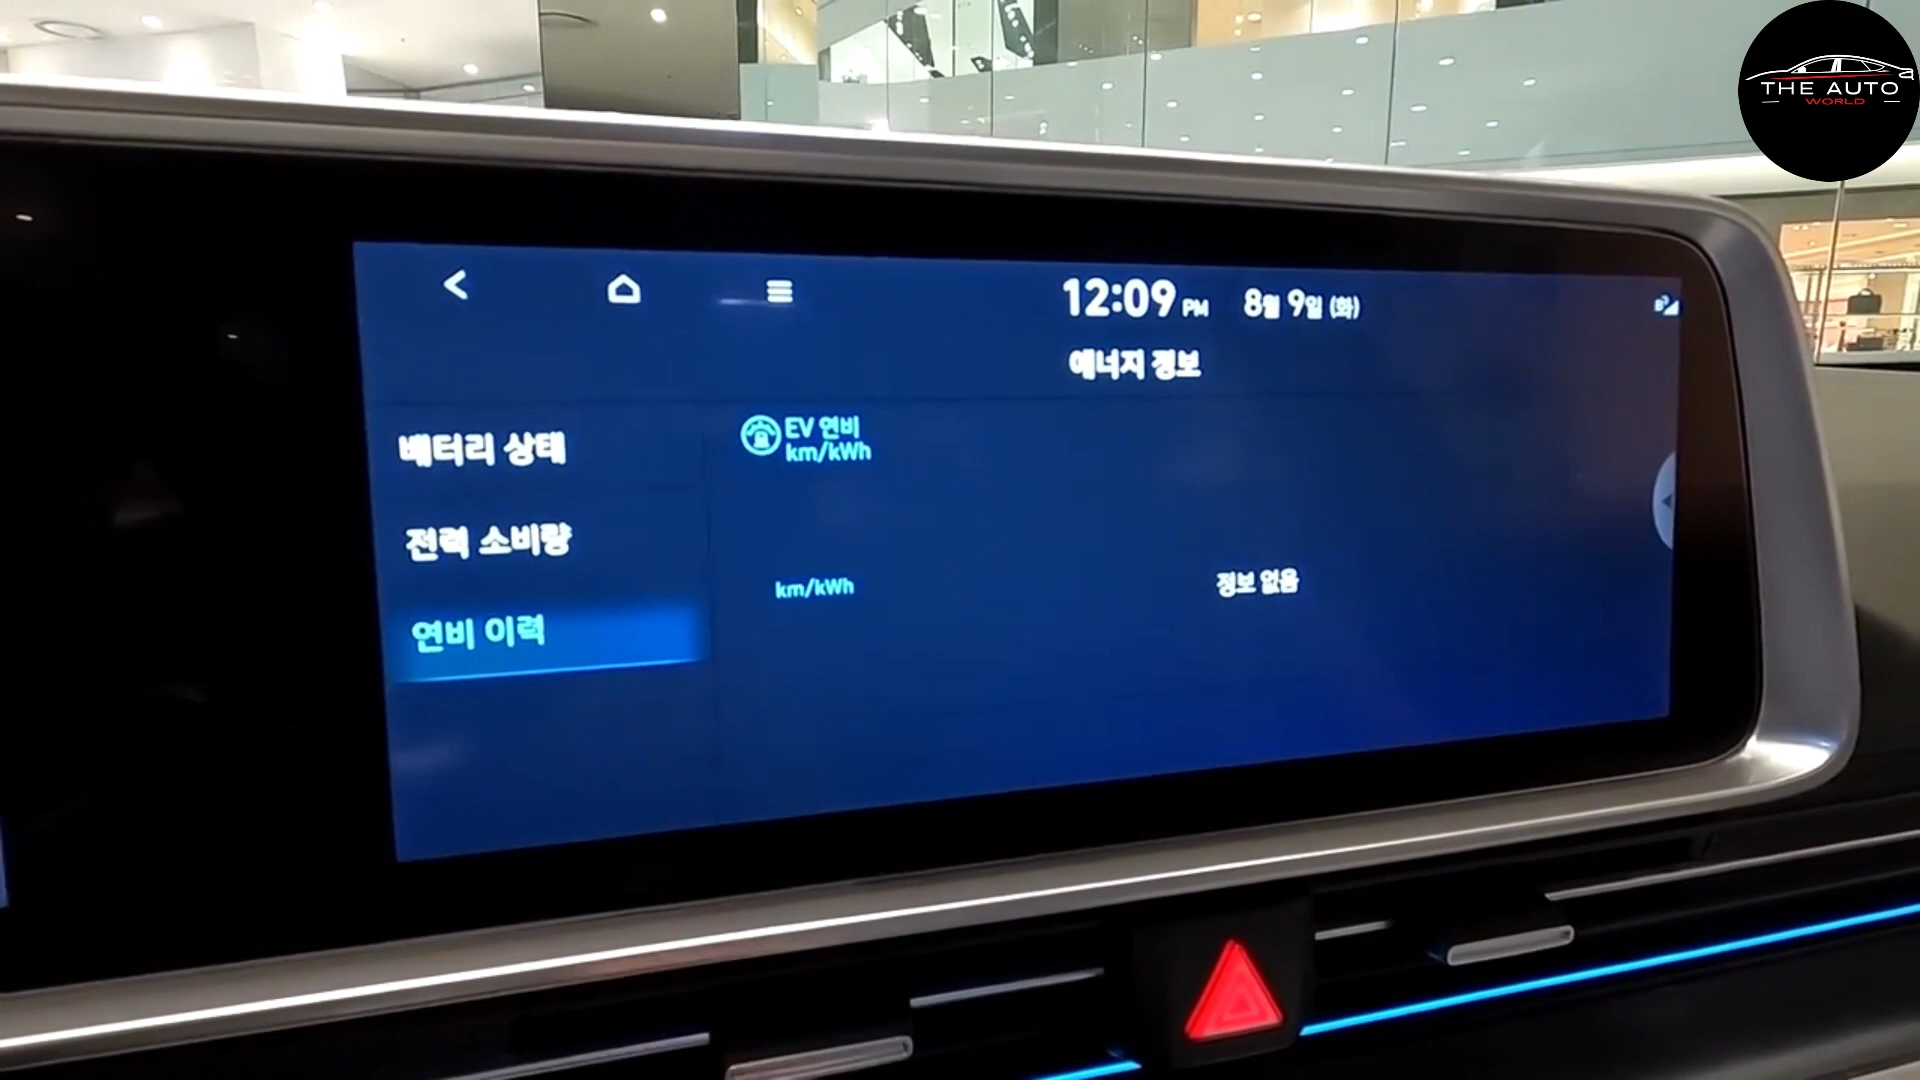 THE AUTO
WORLD
12:09 PM 8월 9일 (화)
에너지 정보
배터리 상태
전력 소비량
연비 이력
EV 연비
km/kWh
km/kWh
정보 없음